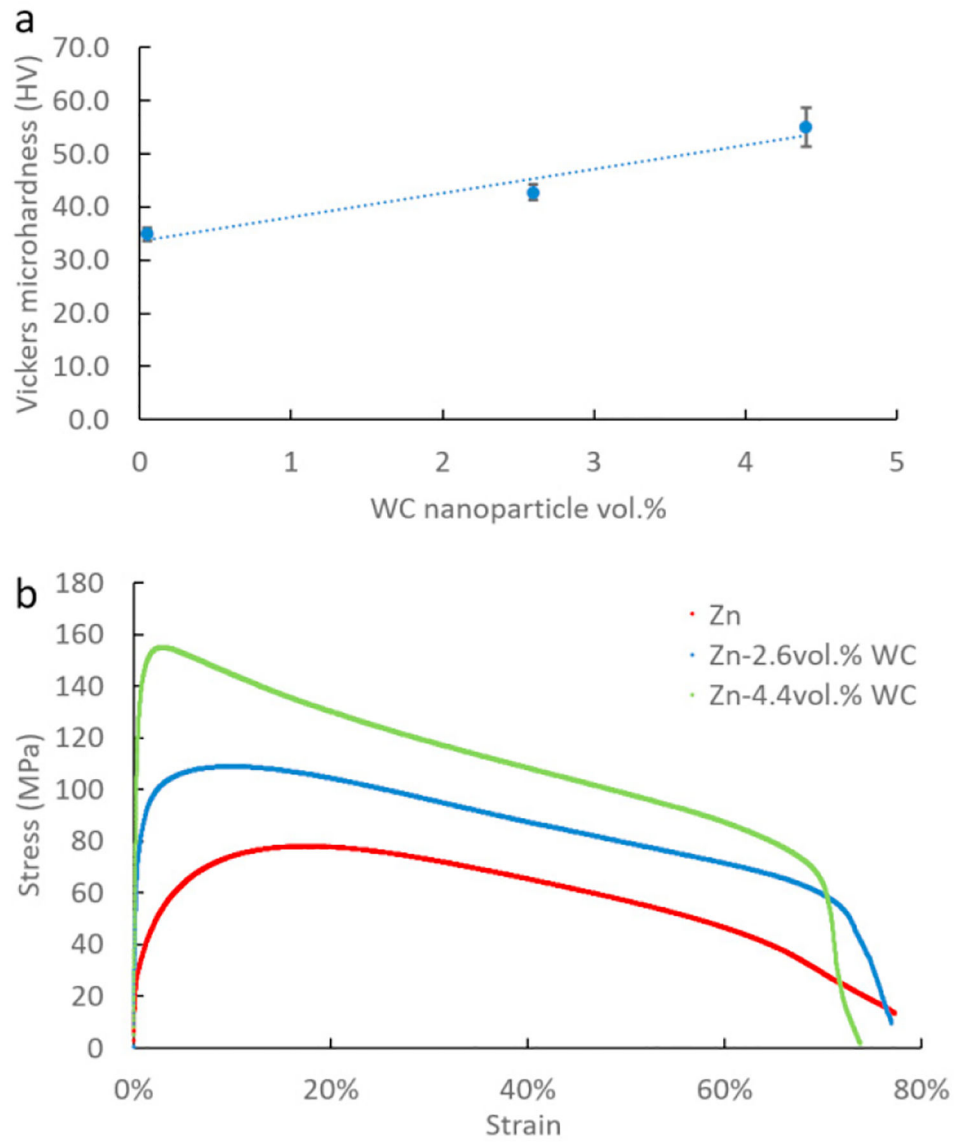 a
Vickers microhardness (HV)
70.0
60.0
50.0
40.0
30.0
20.0
10.0
0.0
0 1 2 3 4 5
WC nanoparticle vol.%
b
Stress (MPa)
180
160
140
120
100
80
60
40
20
0
Zn
Zn-2.6vol.% WC
Zn-4.4vol.% WC
0% 20% 40% 60% 80%
Strain